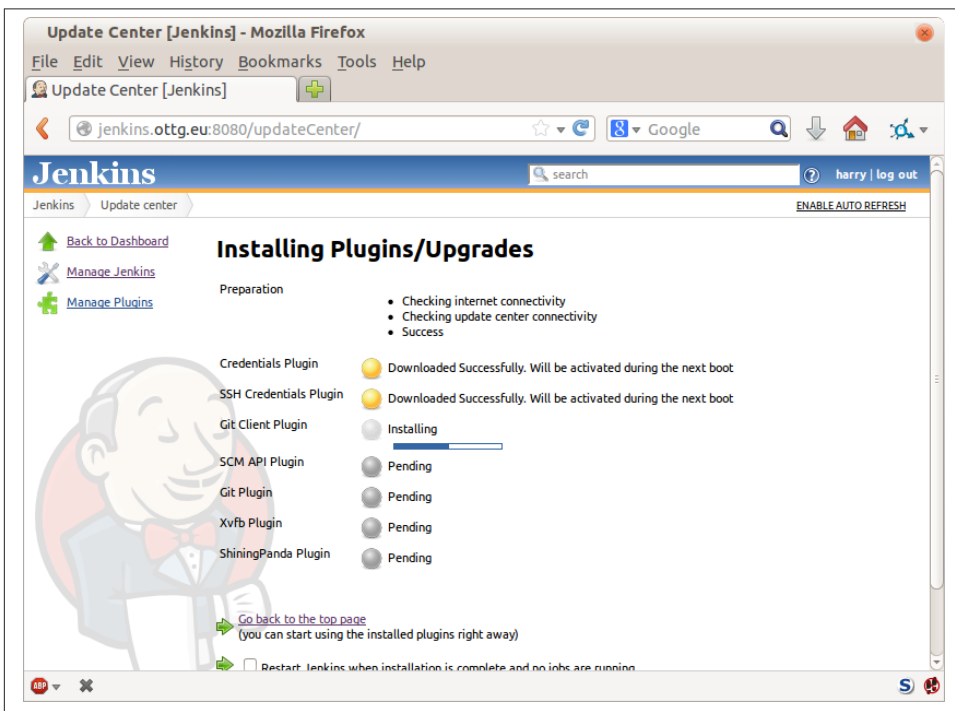 Update Center [Jenkins] - Mozilla Firefox
File Edit View History Bookmarks Tools Help
Update Center [Jenkins]
jenkins.ottg.eu:8080/updateCenter/
8 Google
Jenkins
search
harry | log out
Jenkins Update center
ENABLE AUTO REFRESH
Back to Dashboard
Manage Jenkins
Manage Plugins
Installing Plugins/Upgrades
Preparation
• Checking internet connectivity
• Checking update center connectivity
• Success
Credentials Plugin Downloaded Successfully. Will be activated during the next boot
SSH Credentials Plugin Downloaded Successfully. Will be activated during the next boot
Git Client Plugin Installing
SCM API Plugin Pending
Git Plugin Pending
Xvfb Plugin Pending
ShiningPanda Plugin Pending
Go back to the top page
(you can start using the installed plugins right away)
Restart Jenkins when installation is complete and no jobs are running
ABP
S